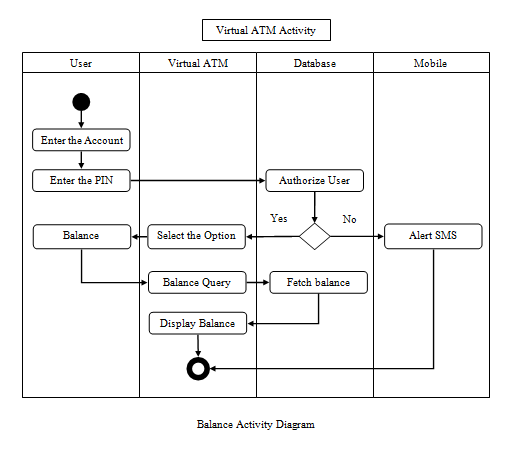 Virtual ATM Activity
User
Virtual ATM
Database
Mobile
Enter the Account
Enter the PIN
Authorize User
Yes
No
Balance
Select the Option
Alert SMS
Balance Query
Fetch balance
Display Balance
Balance Activity Diagram